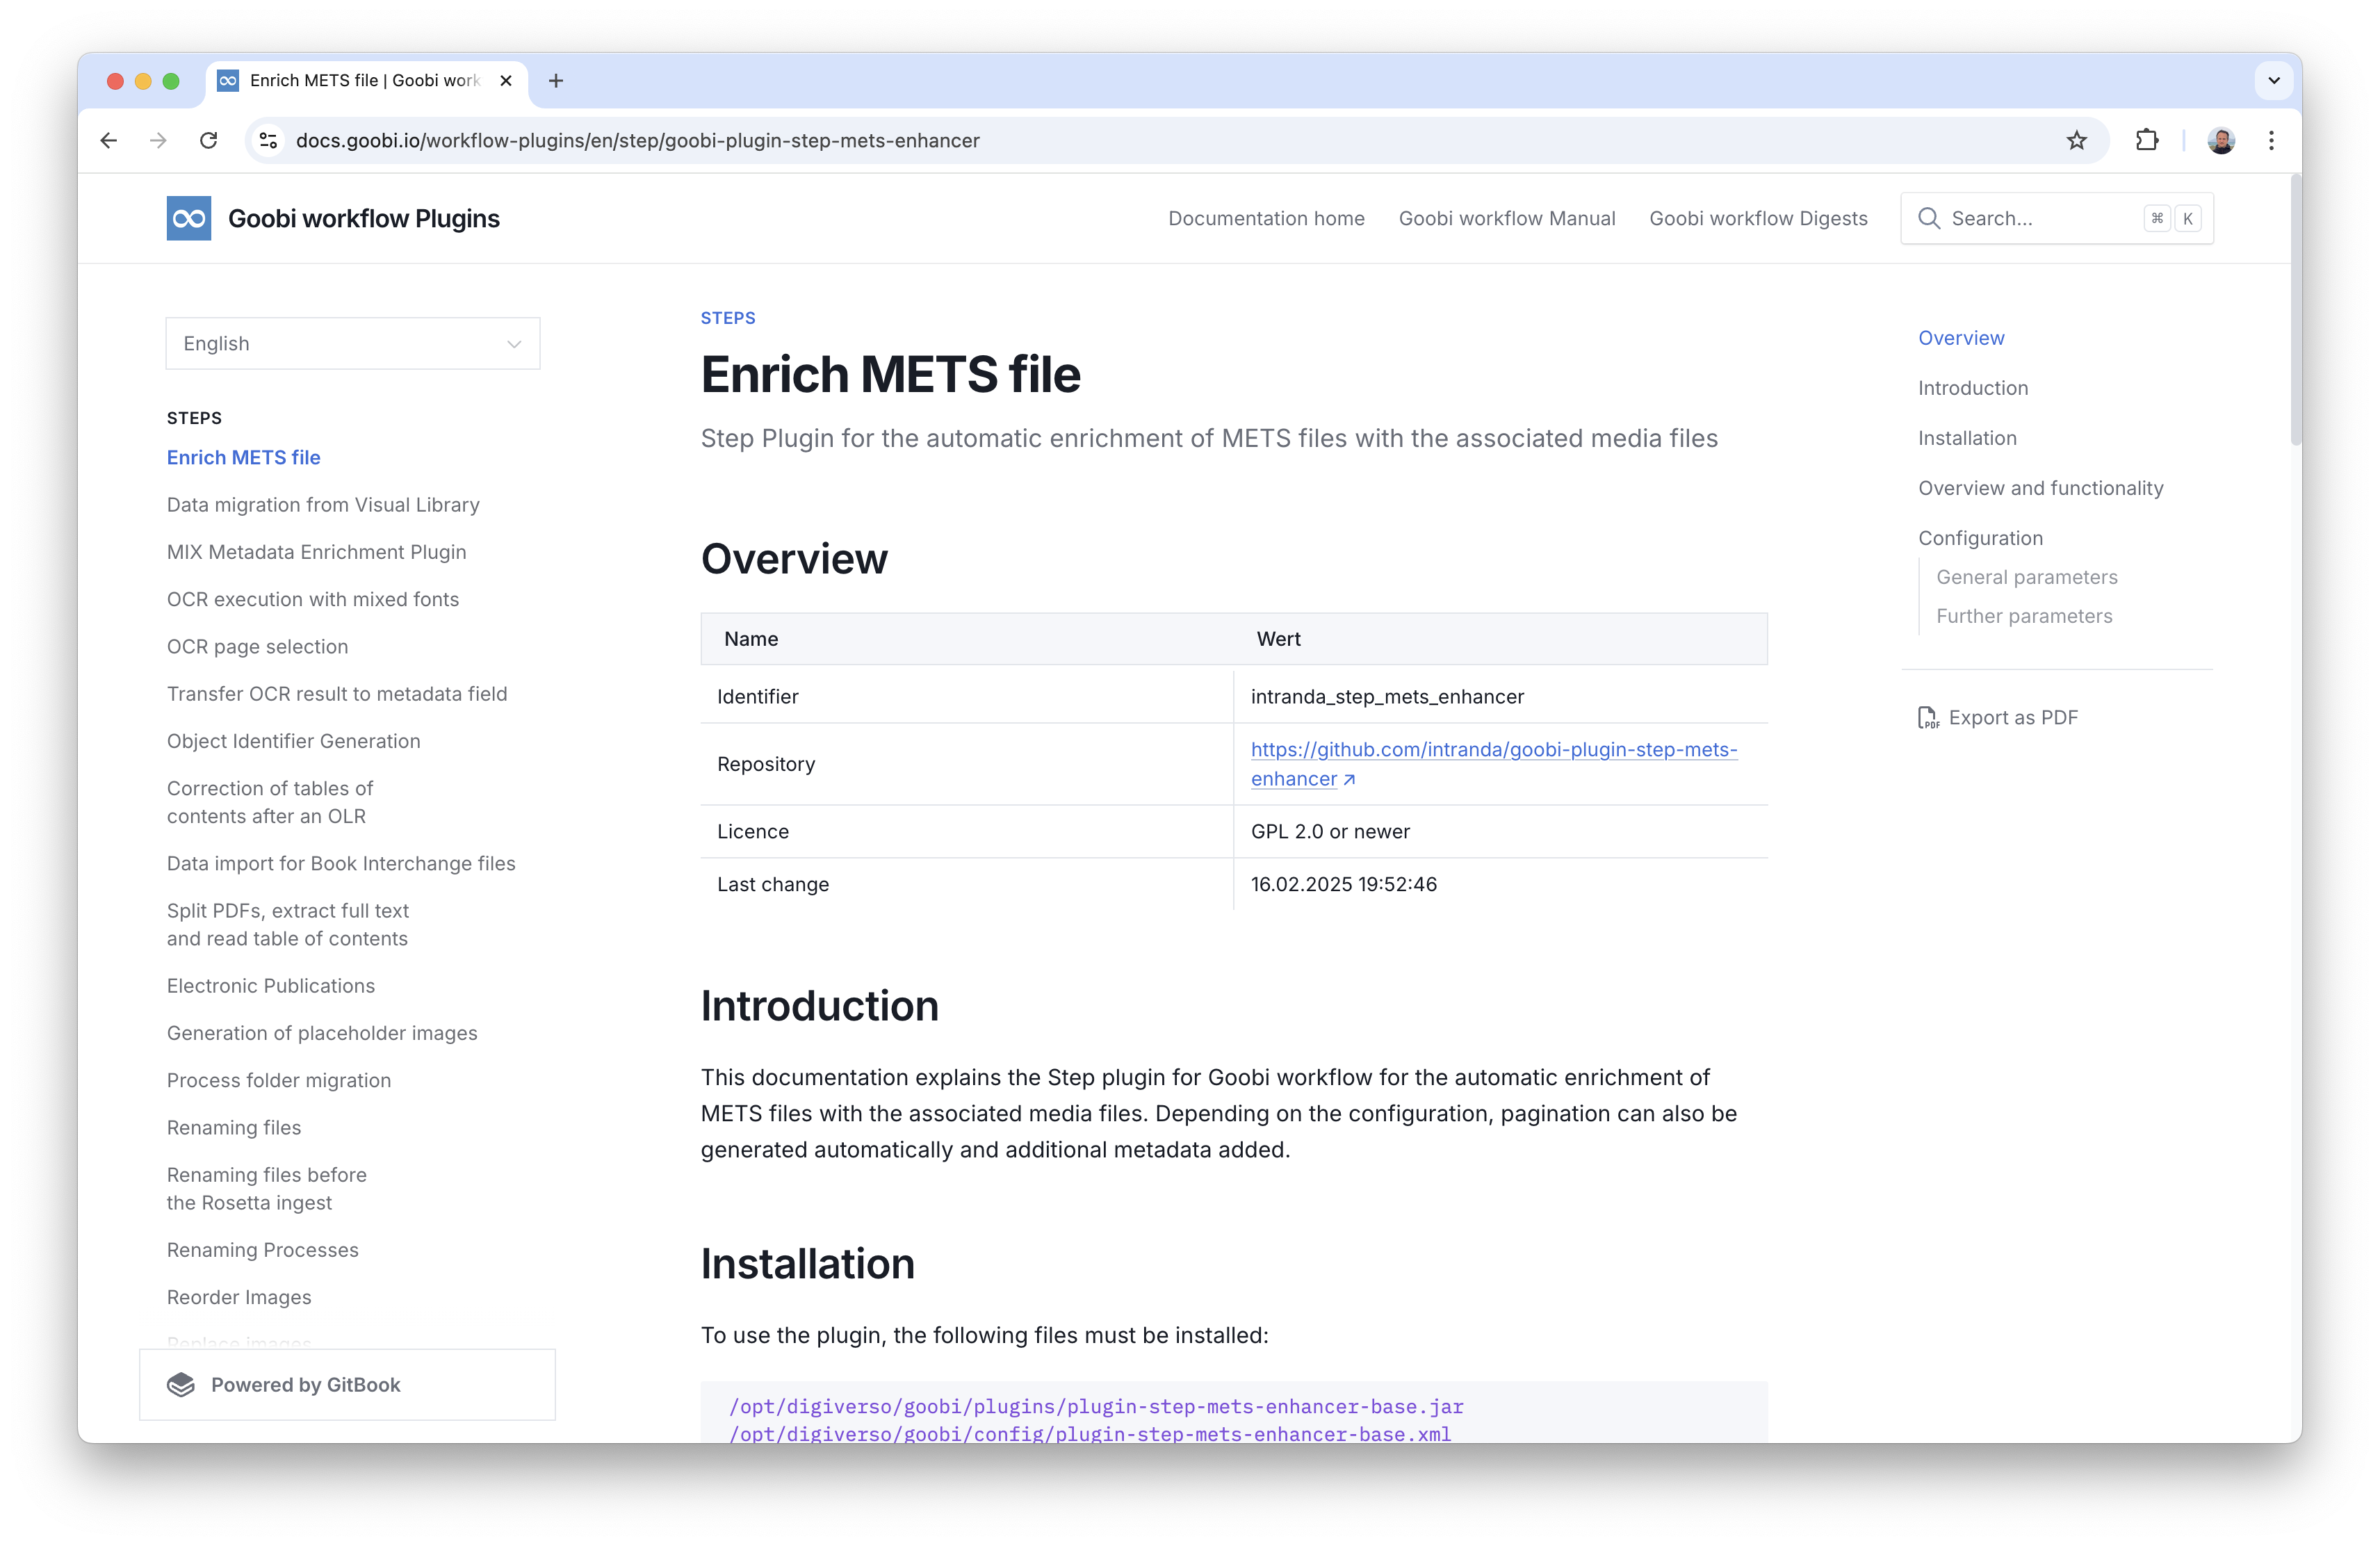 Enrich METS file | Goobi work
docs.goobi.io/workflow-plugins/en/step/goobi-plugin-step-mets-enhancer
Goobi workflow Plugins
Documentation home
Goobi workflow Manual
Goobi workflow Digests
Search...
⌘ K
English
STEPS
Enrich METS file
Data migration from Visual Library
MIX Metadata Enrichment Plugin
OCR execution with mixed fonts
OCR page selection
Transfer OCR result to metadata field
Object Identifier Generation
Correction of tables of
contents after an OLR
Data import for Book Interchange files
Split PDFs, extract full text
and read table of contents
Electronic Publications
Generation of placeholder images
Process folder migration
Renaming files
Renaming files before
the Rosetta ingest
Renaming Processes
Reorder Images
Replace images
Powered by GitBook
STEPS
Enrich METS file
Step Plugin for the automatic enrichment of METS files with the associated media files
Overview
Name Wert
Identifier intranda_step_mets_enhancer
Repository https://github.com/intranda/goobi-plugin-step-mets-
enhancer
Licence GPL 2.0 or newer
Last change 16.02.2025 19:52:46
Introduction
This documentation explains the Step plugin for Goobi workflow for the automatic enrichment of
METS files with the associated media files. Depending on the configuration, pagination can also be
generated automatically and additional metadata added.
Installation
To use the plugin, the following files must be installed:
/opt/digiverso/goobi/plugins/plugin-step-mets-enhancer-base.jar
/opt/digiverso/goobi/config/plugin-step-mets-enhancer-base.xml
Overview
Introduction
Installation
Overview and functionality
Configuration
General parameters
Further parameters
PDF Export as PDF